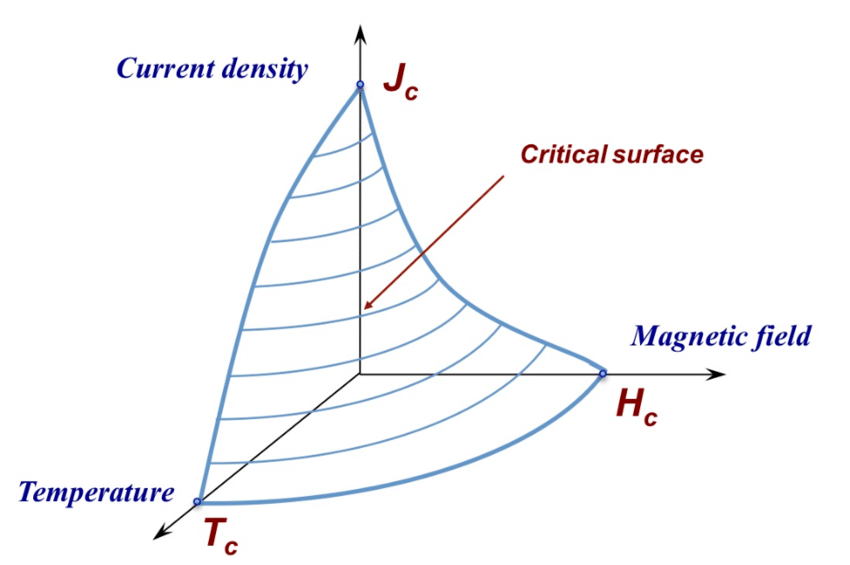 Current density
Jc
Critical surface
Magnetic field
Hc
Temperature
Tc